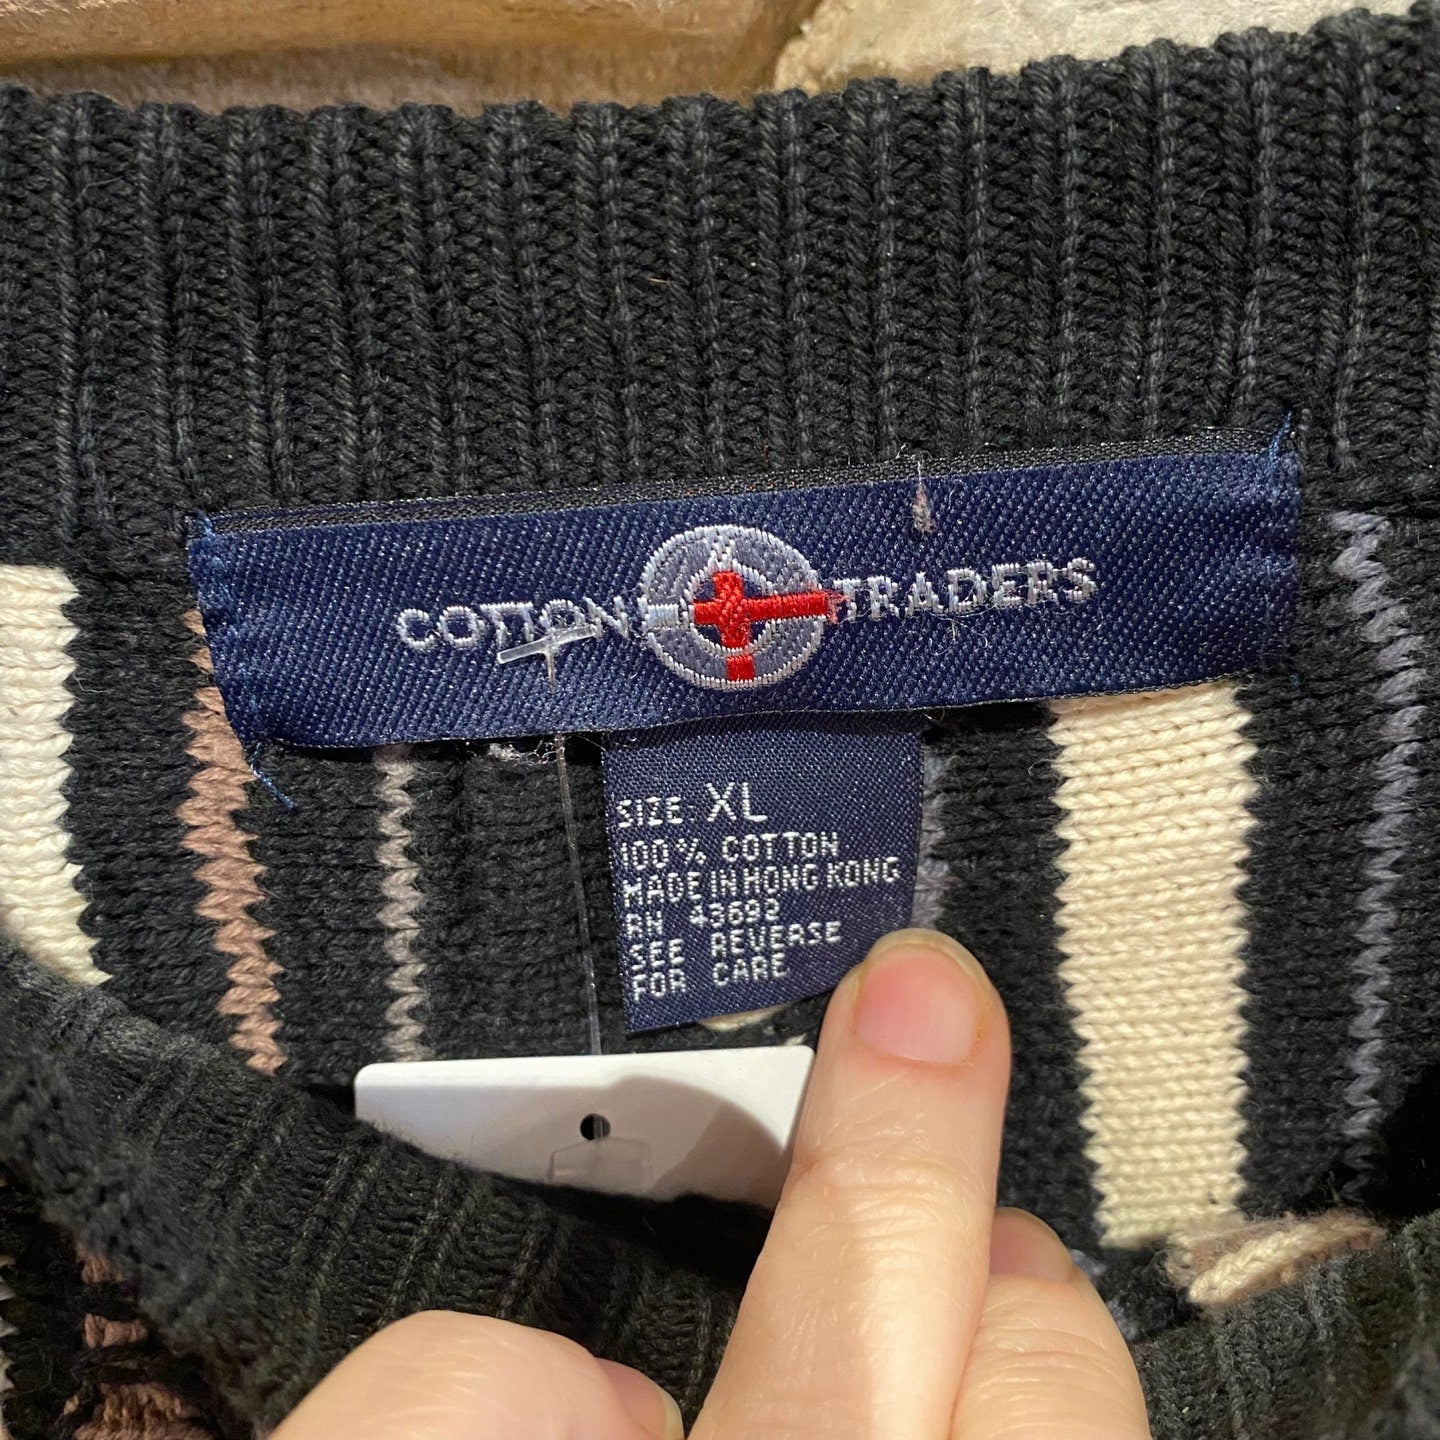 COTTON TRADERS
SIZE XL
100% COTTON
MADE IN HONG KONG
RN 43692
SEE REVERSE
FOR CARE